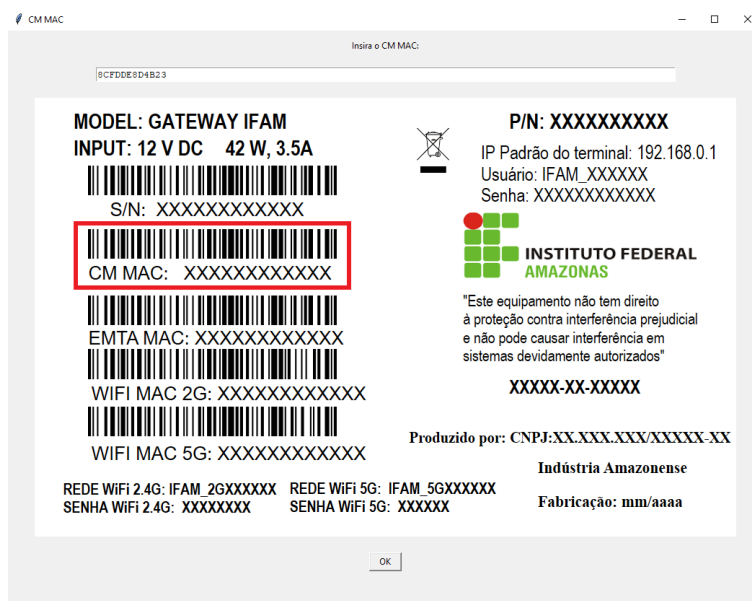 CM MAC
Insira o CM MAC:
8CFDDE8D4B23
MODEL: GATEWAY IFAM
INPUT: 12 V DC 42 W, 3.5A
S/N: XXXXXXXXXXXX
CM MAC: XXXXXXXXXXXX
EMTA MAC: XXXXXXXXXXXX
WIFI MAC 2G: XXXXXXXXXXXX
WIFI MAC 5G: XXXXXXXXXXXX
REDE WiFi 2.4G: IFAM_2GXXXXXX REDE WiFi 5G: IFAM_5GXXXXXX
SENHA WiFi 2.4G: XXXXXXXX SENHA WiFi 5G: XXXXXX
P/N: XXXXXXXXXX
IP Padrão do terminal: 192.168.0.1
Usuário: IFAM_XXXXXX
Senha: XXXXXXXXXXXX
INSTITUTO FEDERAL
AMAZONAS
"Este equipamento não tem direito
à proteção contra interferência prejudicial
e não pode causar interferência em
sistemas devidamente autorizados"
XXXXX-XX-XXXXX
Produzido por: CNPJ:XX.XXX.XXX/XXXXX-XX
Indústria Amazonense
Fabricação: mm/aaaa
OK